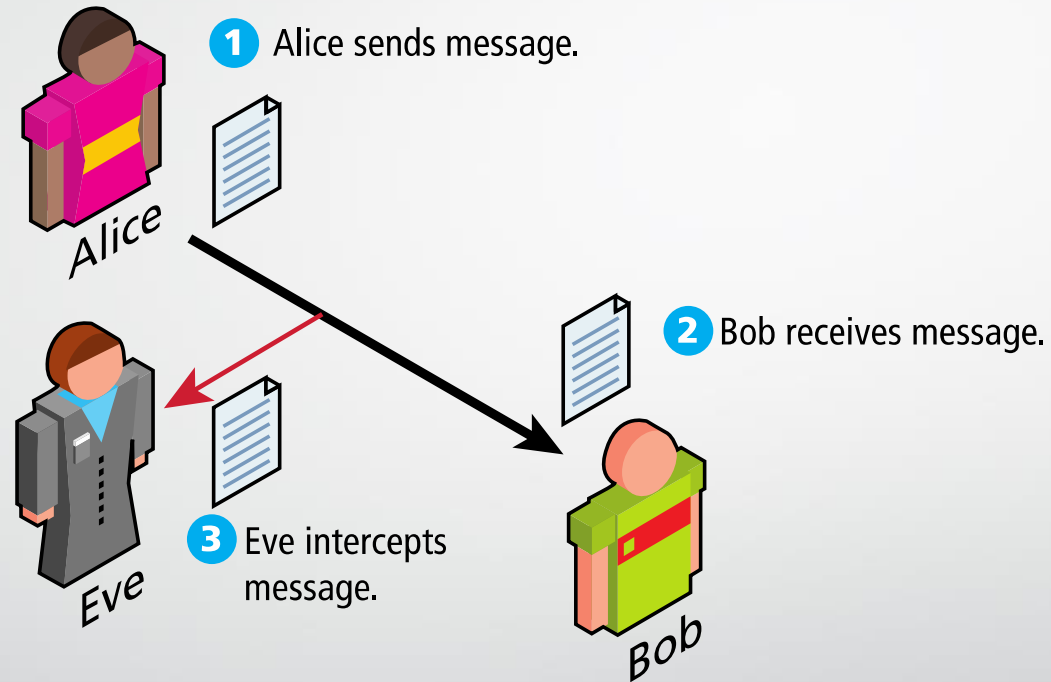 1 Alice sends message.
Alice
2 Bob receives message.
3 Eve intercepts
message.
Eve
Bob